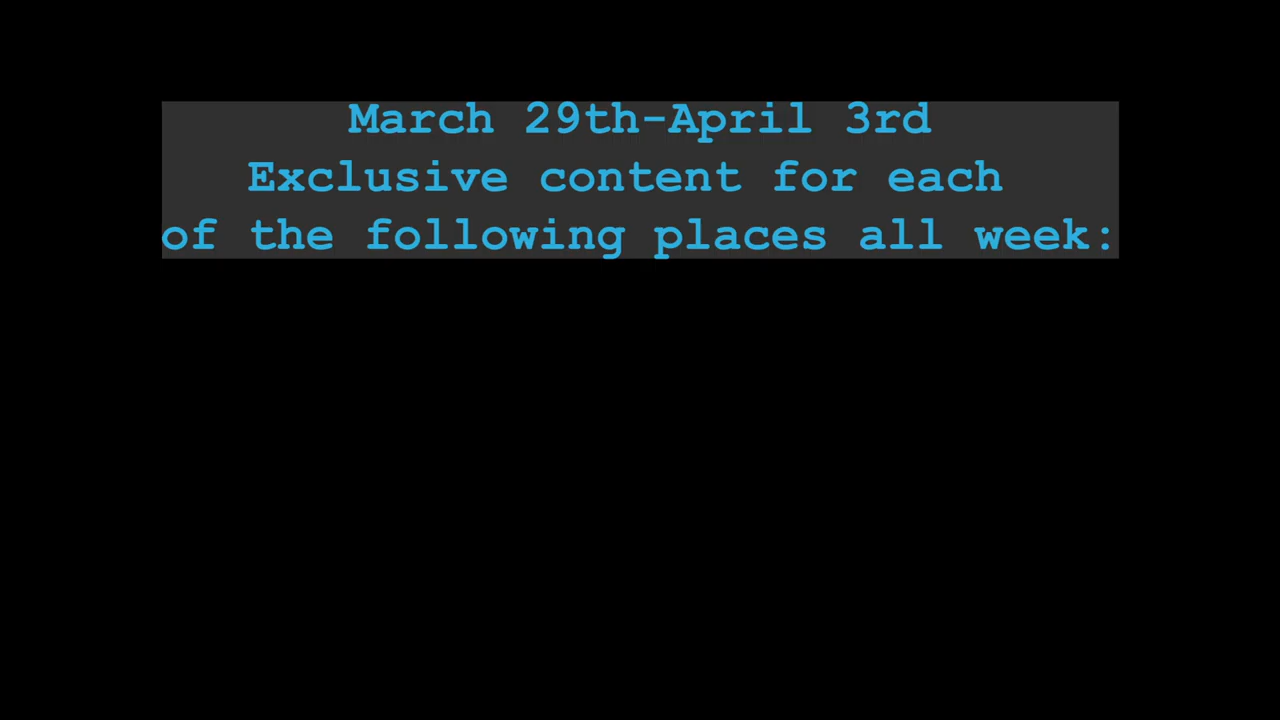 March 29th-April 3rd
Exclusive content for each
of the following places all week: